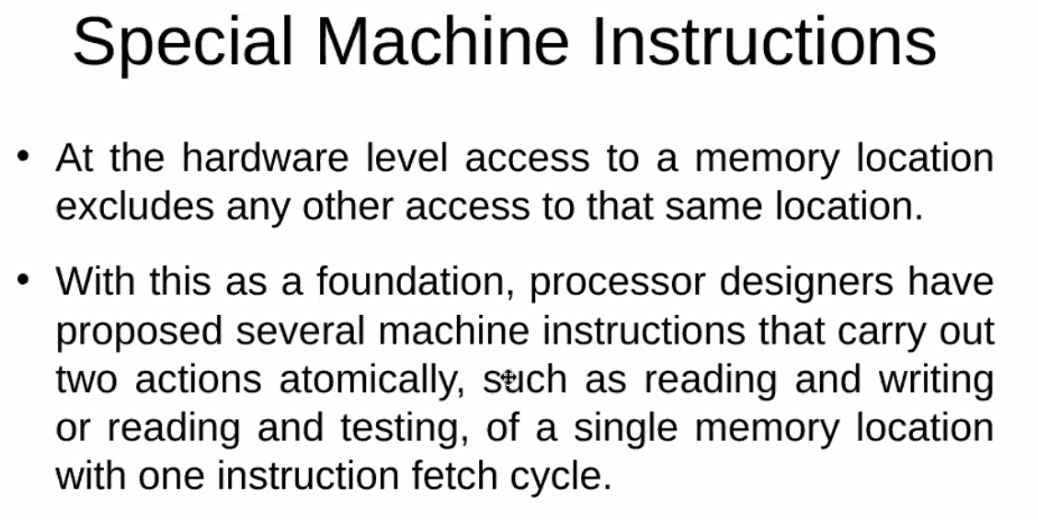 Special Machine Instructions
• At the hardware level access to a memory location
excludes any other access to that same location.
• With this as a foundation, processor designers have
proposed several machine instructions that carry out
two actions atomically, such as reading and writing
or reading and testing, of a single memory location
with one instruction fetch cycle.